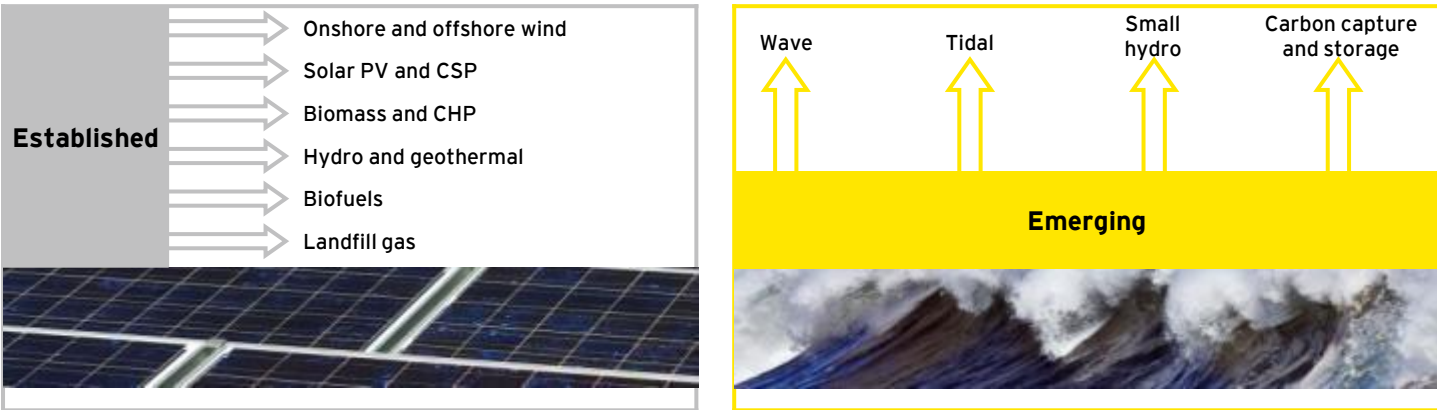 Established
Onshore and offshore wind
Solar PV and CSP
Biomass and CHP
Hydro and geothermal
Biofuels
Landfill gas
Wave
Tidal
Small
hydro
Carbon capture
and storage
Emerging